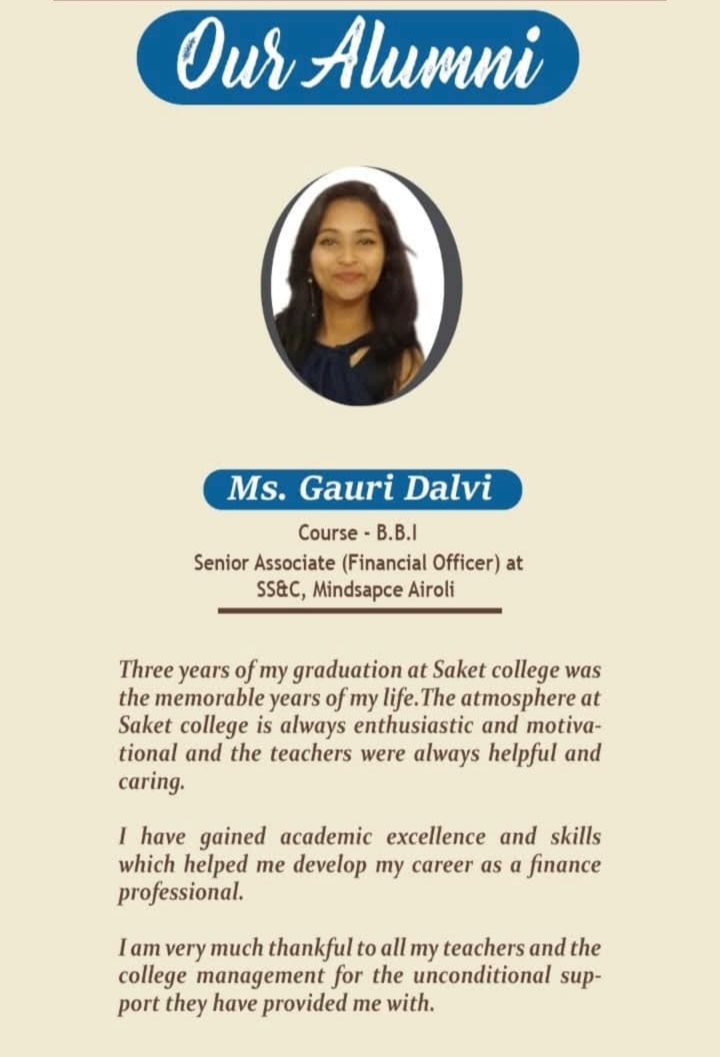 Our Alumni
Ms. Gauri Dalvi
Course - B.B.I
Senior Associate (Financial Officer) at
SS&C, Mindsapce Airoli
Three years of my graduation at Saket college was
the memorable years of my life.The atmosphere at
Saket college is always enthusiastic and motiva-
tional and the teachers were always helpful and
caring.
I have gained academic excellence and skills
which helped me develop my career as a finance
professional.
I am very much thankful to all my teachers and the
college management for the unconditional sup-
port they have provided me with.